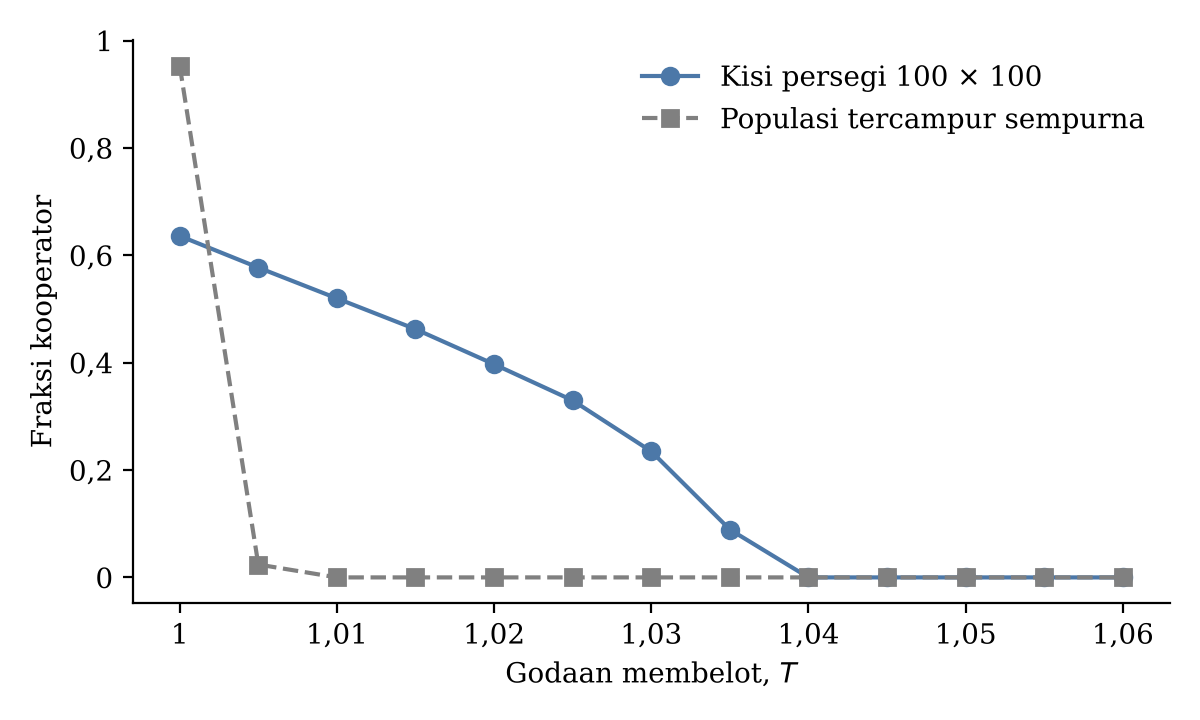 Kisi persegi 100 × 100
Populasi tercampur sempurna
Fraksi kooperator
1
0,8
0,6
0,4
0,2
0
1 1,01 1,02 1,03 1,04 1,05 1,06
Godaan membelot, T